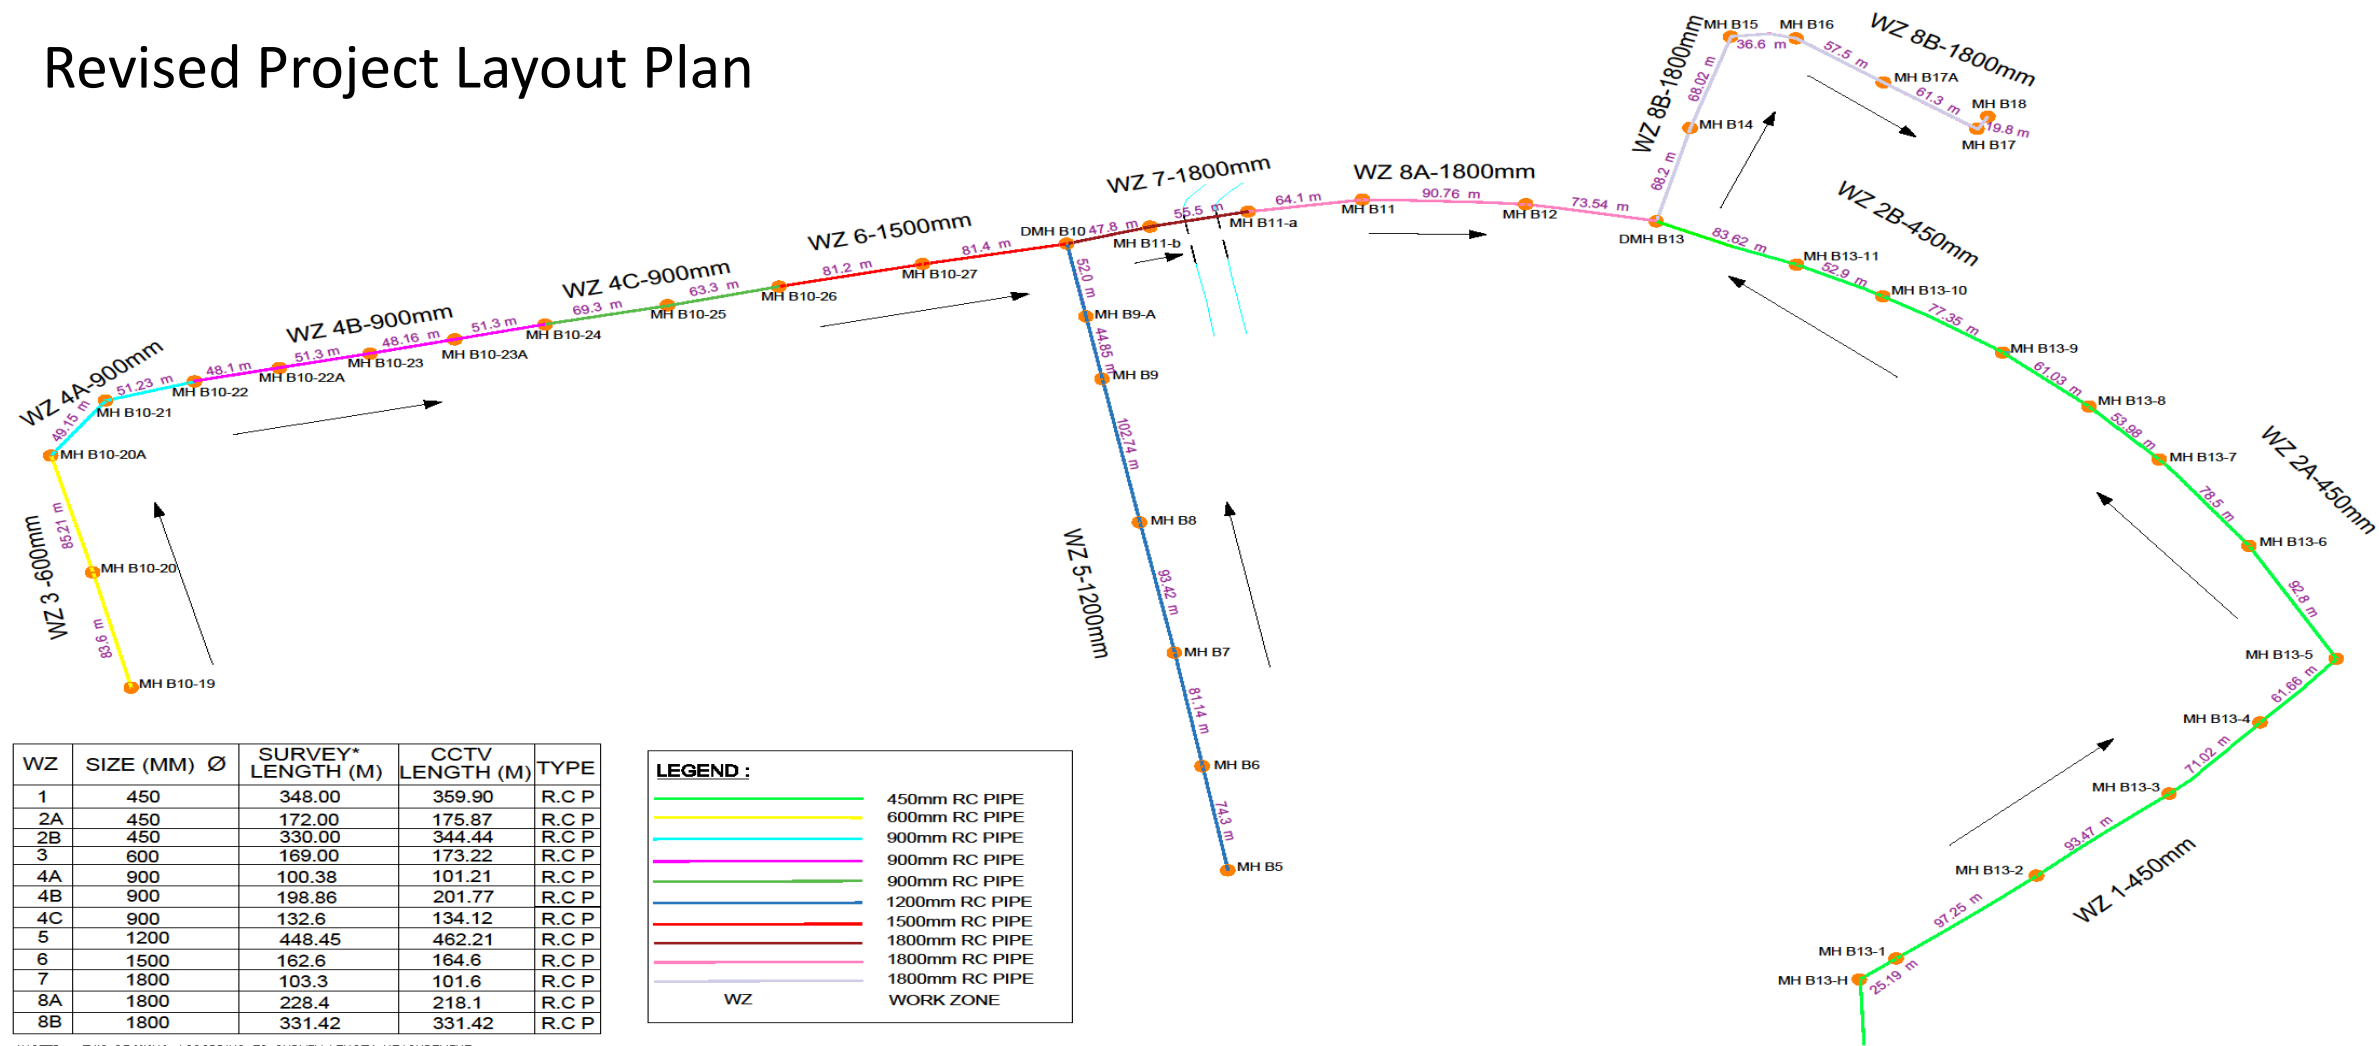 Revised Project Layout Plan
WZ 4A-900mm
WZ 4B-900mm
WZ 4C-900mm
WZ 6-1500mm
WZ 7-1800mm
WZ 8A-1800mm
WZ 8B-1800mm
WZ 8B-1800mm
WZ 2B-450mm
WZ 2A-450mm
WZ 1-450mm
WZ 5-1200mm
WZ 3-600mm
MH B10-19
83.6 m
MH B10-20
85.21 m
MH B10-20A
49.15 m
MH B10-21
51.23 m
MH B10-22
48.1 m
MH B10-22A
51.3 m
MH B10-23
48.16 m
MH B10-23A
51.3 m
MH B10-24
69.3 m
MH B10-25
63.3 m
MH B10-26
81.2 m
MH B10-27
81.4 m
DMH B10
47.8 m
MH B11-b
55.5 m
MH B11-a
64.1 m
MH B11
90.76 m
MH B12
73.54 m
DMH B13
68.2 m
MH B14
68.02 m
MH B15
36.6 m
MH B16
57.5 m
MH B17A
61.3 m
MH B17
19.8 m
MH B18
52.0 m
MH B9-A
44.85 m
MH B9
102.74 m
MH B8
93.42 m
MH B7
81.14 m
MH B6
74.3 m
MH B5
83.62 m
MH B13-11
52.9 m
MH B13-10
77.35 m
MH B13-9
61.03 m
MH B13-8
53.98 m
MH B13-7
78.5 m
MH B13-6
92.8 m
MH B13-5
61.66 m
MH B13-4
71.02 m
MH B13-3
93.47 m
MH B13-2
97.25 m
MH B13-1
25.19 m
MH B13-H
WZ SIZE (MM) Ø SURVEY* LENGTH (M) CCTV LENGTH (M) TYPE
1 450 348.00 359.90 R.C P
2A 450 172.00 175.87 R.C P
2B 450 330.00 344.44 R.C P
3 600 169.00 173.22 R.C P
4A 900 100.38 101.21 R.C P
4B 900 198.86 201.77 R.C P
4C 900 132.6 134.12 R.C P
5 1200 448.45 462.21 R.C P
6 1500 162.6 164.6 R.C P
7 1800 103.3 101.6 R.C P
8A 1800 228.4 218.1 R.C P
8B 1800 331.42 331.42 R.C P
LEGEND :
450mm RC PIPE
600mm RC PIPE
900mm RC PIPE
900mm RC PIPE
900mm RC PIPE
1200mm RC PIPE
1500mm RC PIPE
1800mm RC PIPE
1800mm RC PIPE
1800mm RC PIPE
WZ WORK ZONE